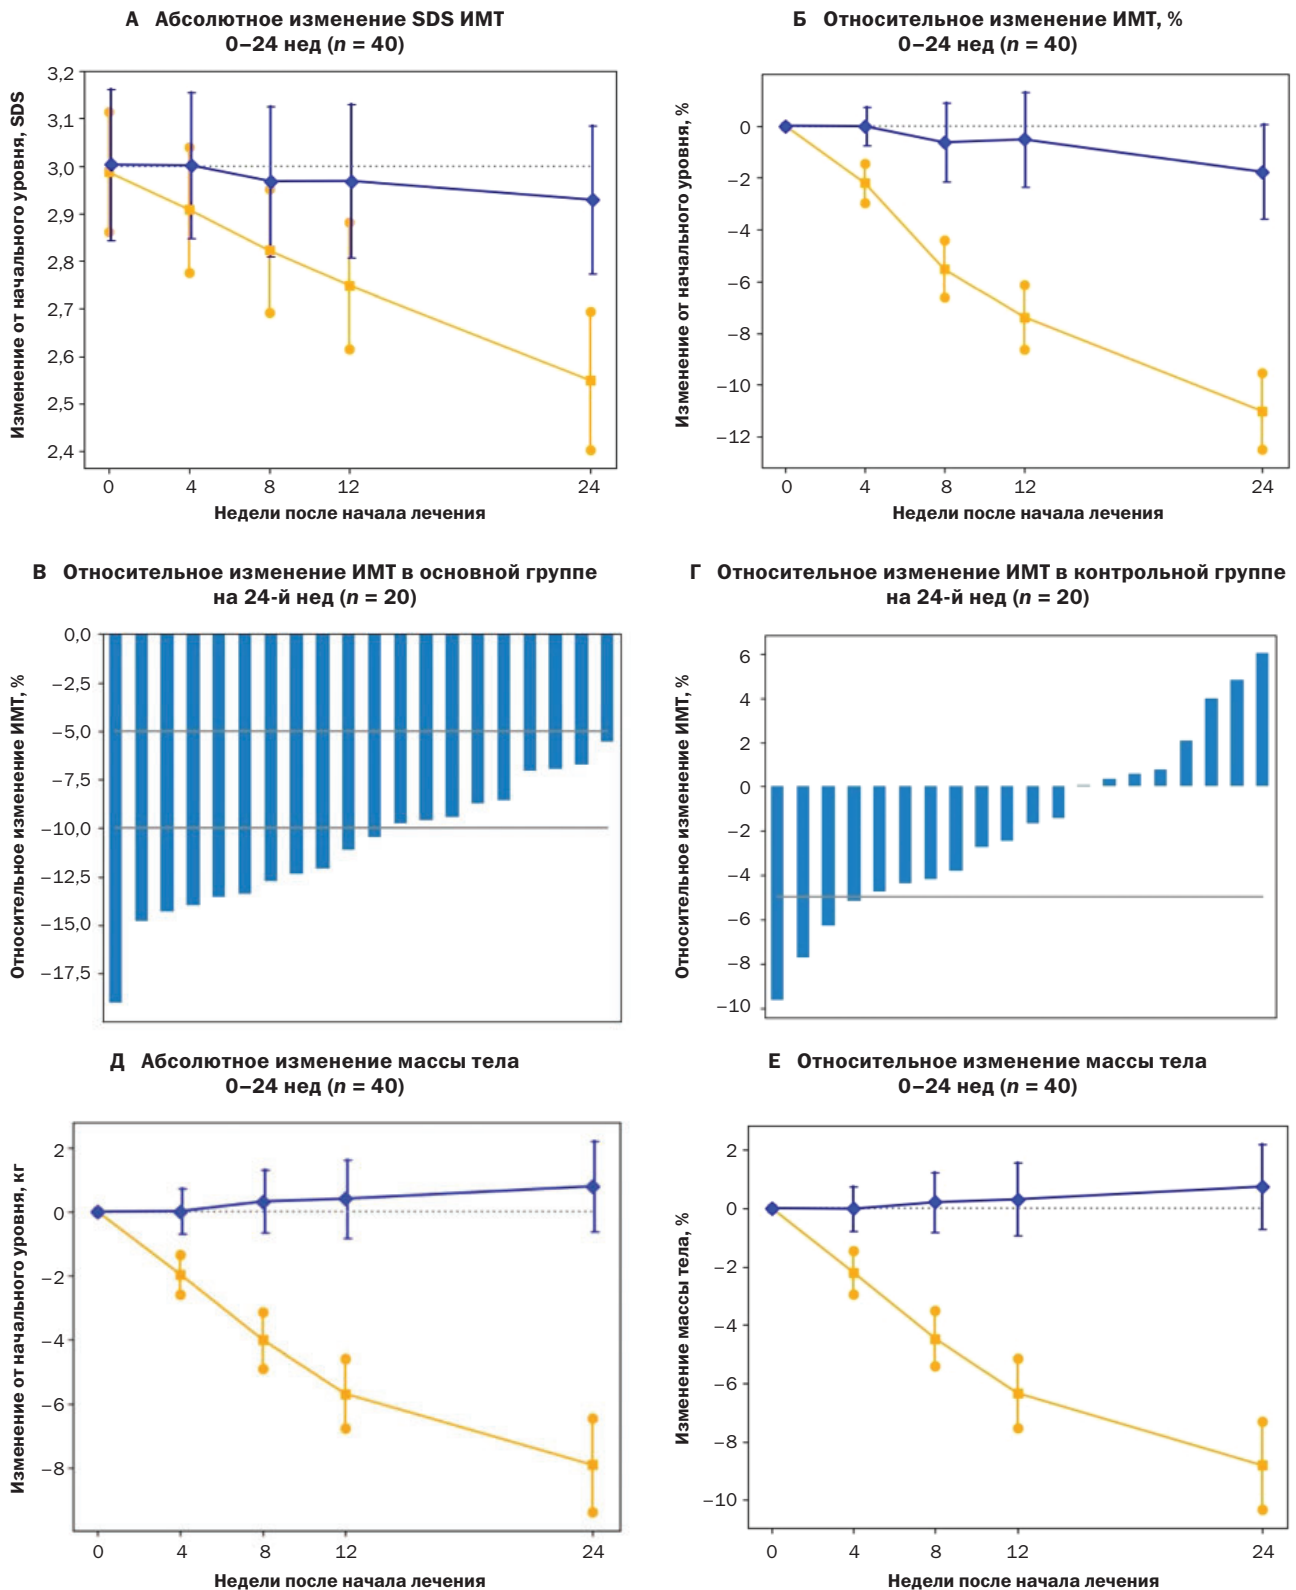 А Абсолютное изменение SDS ИМТ
0–24 нед (n = 40)
Изменение от начального уровня, SDS
3,2
3,1
3,0
2,9
2,8
2,7
2,6
2,5
2,4
0 4 8 12 24
Недели после начала лечения
Б Относительное изменение ИМТ, %
0–24 нед (n = 40)
Изменение от начального уровня, %
0
−2
−4
−6
−8
−10
−12
0 4 8 12 24
Недели после начала лечения
В Относительное изменение ИМТ в основной группе
на 24-й нед (n = 20)
Относительное изменение ИМТ, %
0,0
−2,5
−5,0
−7,5
−10,0
−12,5
−15,0
−17,5
Г Относительное изменение ИМТ в контрольной группе
на 24-й нед (n = 20)
Относительное изменение ИМТ, %
6
4
2
0
−2
−4
−6
−8
−10
Д Абсолютное изменение массы тела
0–24 нед (n = 40)
Изменение от начального уровня, кг
2
0
−2
−4
−6
−8
0 4 8 12 24
Недели после начала лечения
Е Относительное изменение массы тела
0–24 нед (n = 40)
Изменение массы тела, %
2
0
−2
−4
−6
−8
−10
0 4 8 12 24
Недели после начала лечения